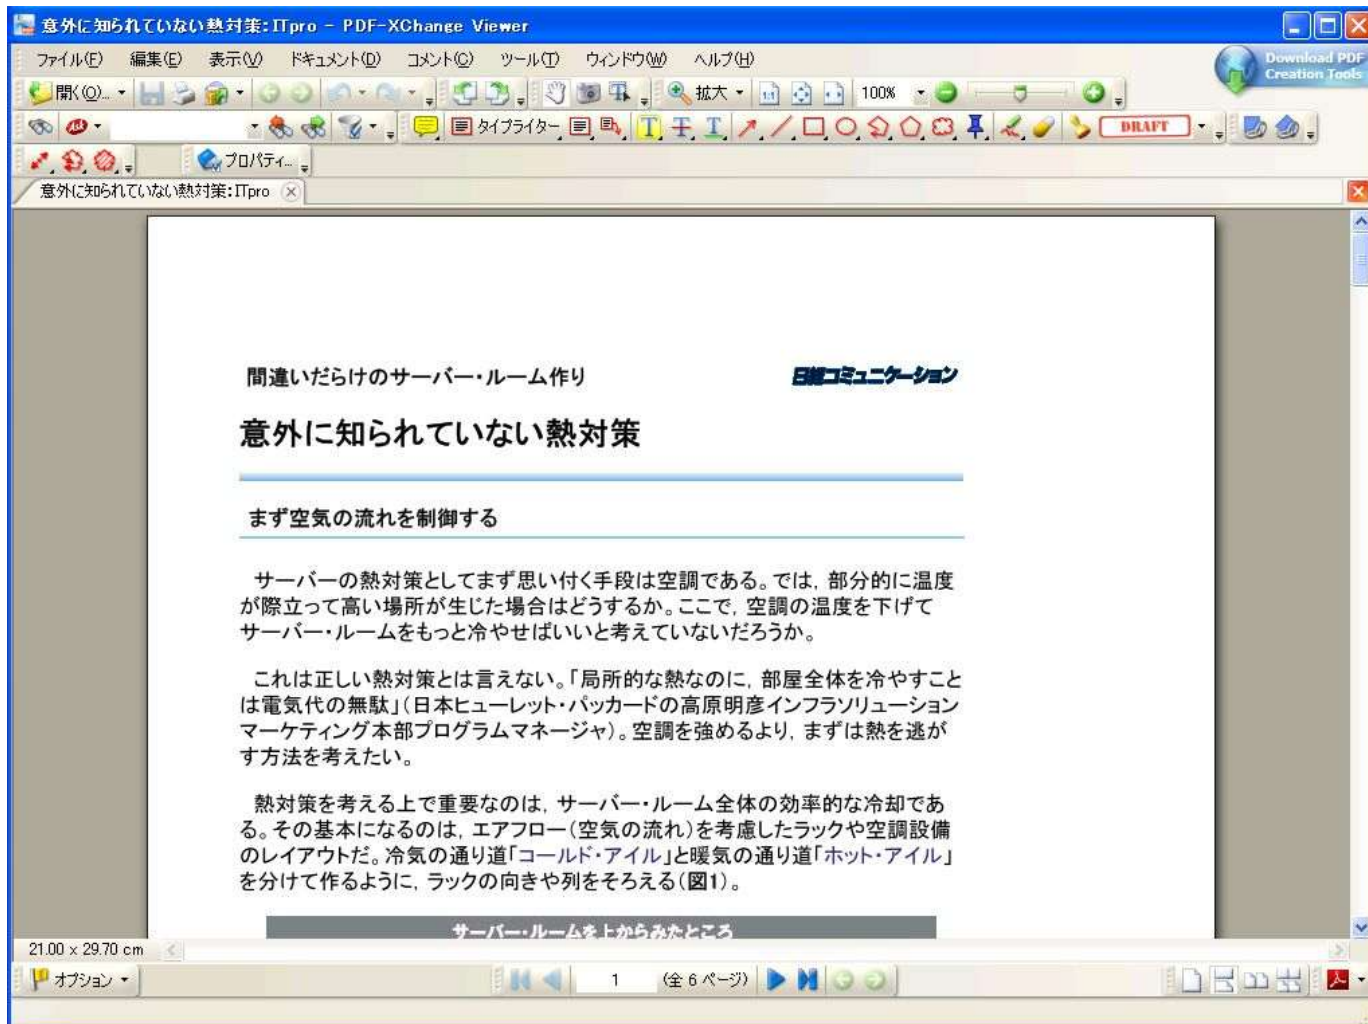 意外に知られていない熱対策:ITpro - PDF-XChange Viewer
ファイル(F) 編集(E) 表示(V) ドキュメント(D) コメント(C) ツール(T) ウィンドウ(W) ヘルプ(H)
Download PDF
Creation Tools
開く(O)... 拡大 100%
タイプライター DRAFT
プロパティ...
意外に知られていない熱対策:ITpro
間違いだらけのサーバー・ルーム作り 日経コミュニケーション
意外に知られていない熱対策
まず空気の流れを制御する
サーバーの熱対策としてまず思い付く手段は空調である。では,部分的に温度
が際立って高い場所が生じた場合はどうするか。ここで,空調の温度を下げて
サーバー・ルームをもっと冷やせばいいと考えていないだろうか。
これは正しい熱対策とは言えない。「局所的な熱なのに,部屋全体を冷やすこと
は電気代の無駄」(日本ヒューレット・パッカードの高原明彦インフラソリューション
マーケティング本部プログラムマネージャ)。空調を強めるより,まずは熱を逃が
す方法を考えたい。
熱対策を考える上で重要なのは,サーバー・ルーム全体の効率的な冷却であ
る。その基本になるのは,エアフロー(空気の流れ)を考慮したラックや空調設備
のレイアウトだ。冷気の通り道「コールド・アイル」と暖気の通り道「ホット・アイル」
を分けて作るように,ラックの向きや列をそろえる(図1)。
サーバー・ルームを上からみたところ
21.00 x 29.70 cm
オプション 1 (全 6 ページ)